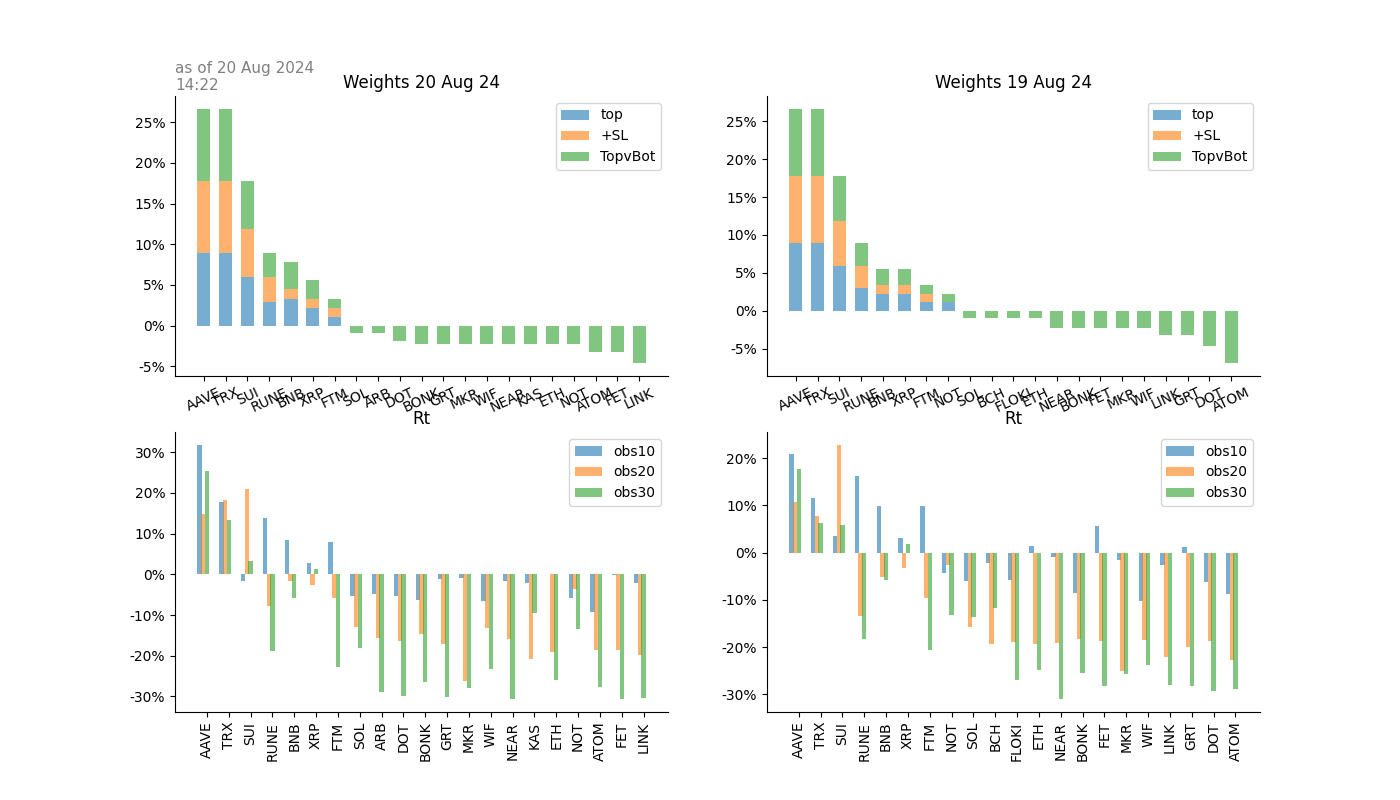 as of 20 Aug 2024
14:22
Weights 20 Aug 24
25%
20%
15%
10%
5%
0%
-5%
top
+SL
TopvBot
AAVE TRX SUI RUNE BNB XRP FTM SOL ARB DOT BONK GRT MKR WIF NEAR KAS ETH NOT ATOM FET LINK
Weights 19 Aug 24
25%
20%
15%
10%
5%
0%
-5%
top
+SL
TopvBot
AAVE TRX SUI RUNE BNB XRP FTM NOT SOL BCH FLOKI ETH NEAR BONK FET MKR WIF LINK GRT DOT ATOM
Rt
30%
20%
10%
0%
-10%
-20%
-30%
obs10
obs20
obs30
AAVE TRX SUI RUNE BNB XRP FTM SOL ARB DOT BONK GRT MKR WIF NEAR KAS ETH NOT ATOM FET LINK
Rt
20%
10%
0%
-10%
-20%
-30%
obs10
obs20
obs30
AAVE TRX SUI RUNE BNB XRP FTM NOT SOL BCH FLOKI ETH NEAR BONK FET MKR WIF LINK GRT DOT ATOM